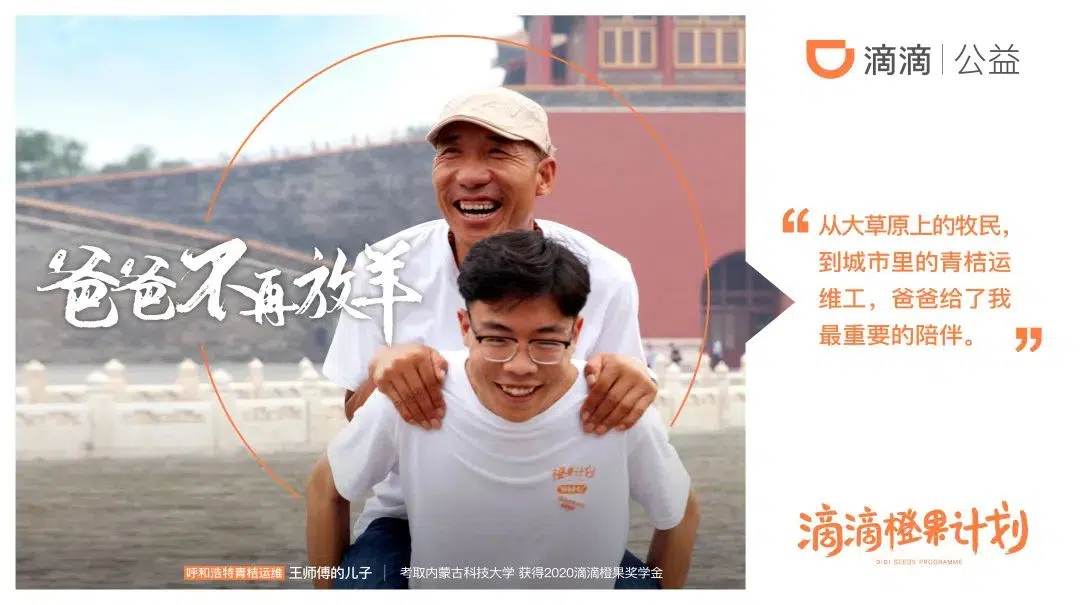 滴滴 公益
爸爸不再放羊
从大草原上的牧民，
到城市里的青桔运
维工，爸爸给了我
最重要的陪伴。
橙果计划
呼和浩特青桔运维 王师傅的儿子 考取内蒙古科技大学 获得2020滴滴橙果奖学金
滴滴橙果计划
DIDI SEEDS PROGRAMME